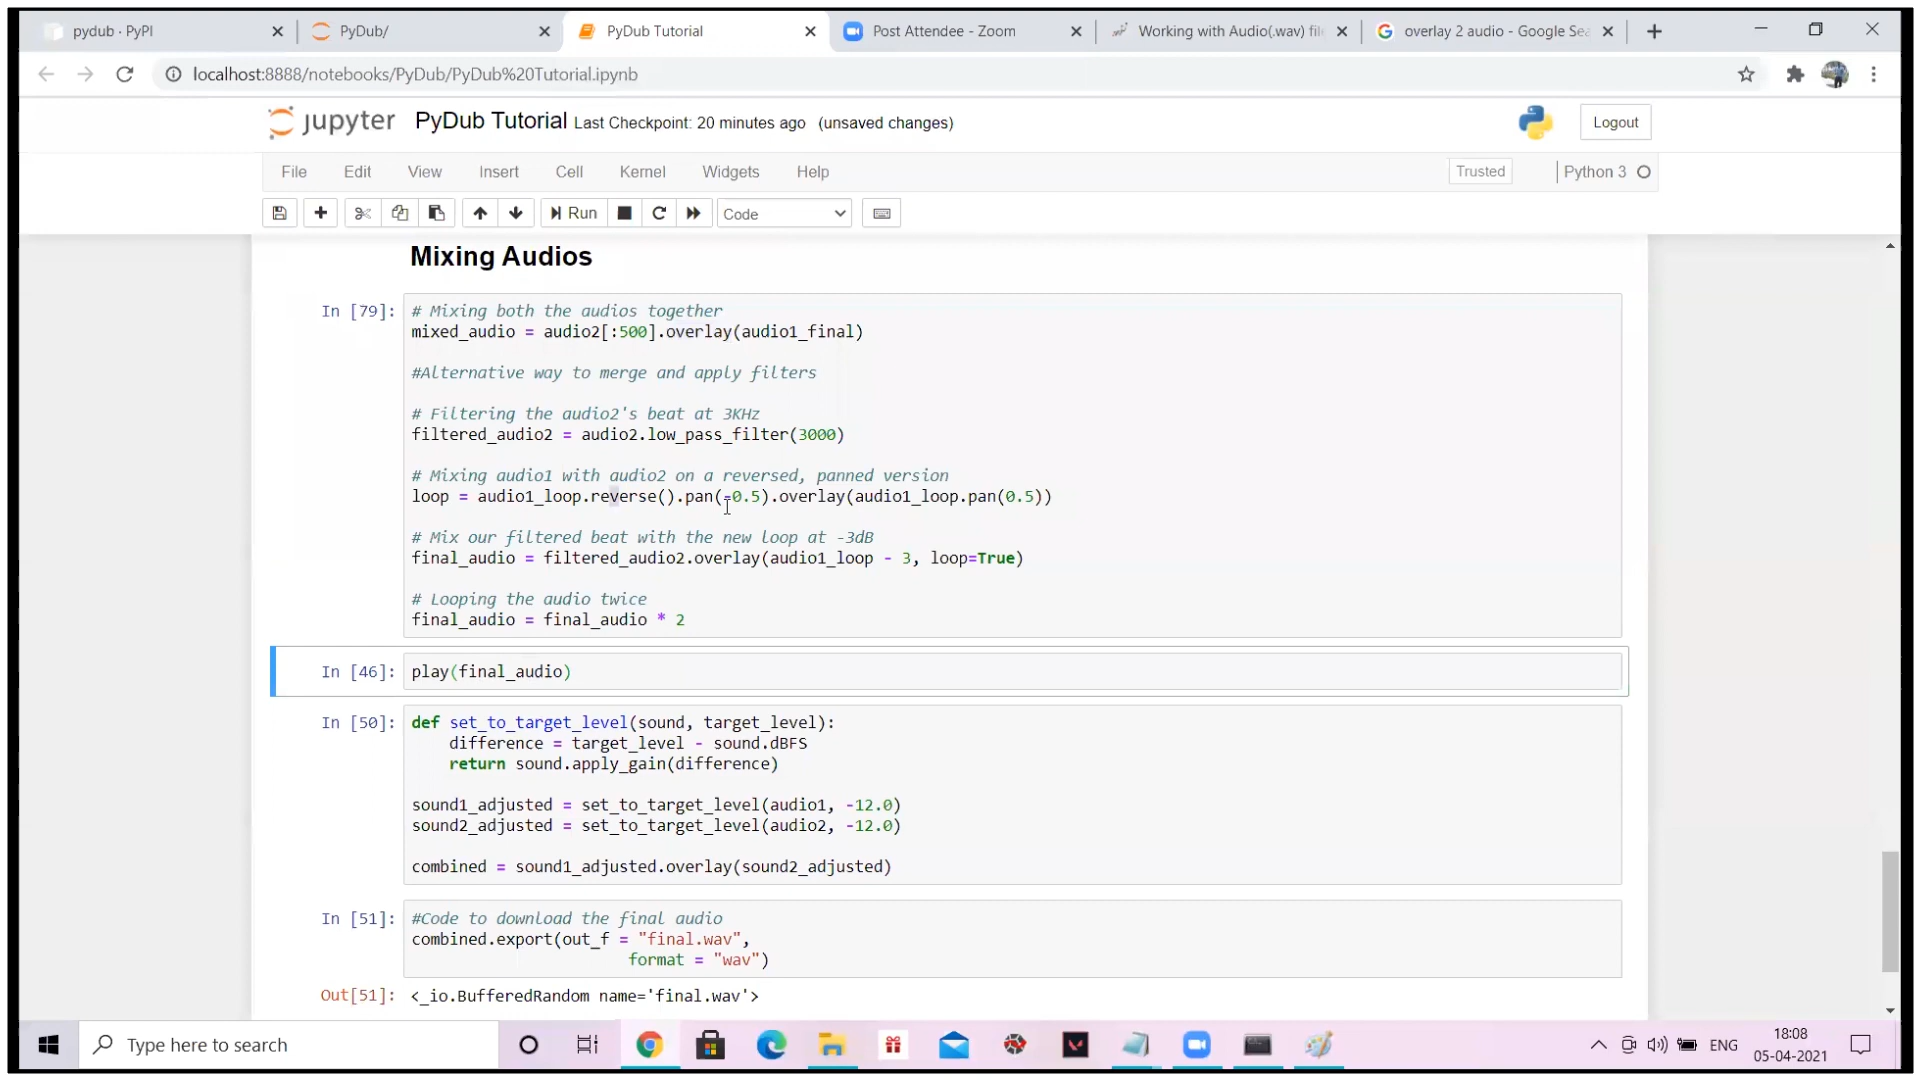 pydub · PyPI
PyDub/
PyDub Tutorial
Post Attendee - Zoom
Working with Audio(.wav) fil
overlay 2 audio - Google Sea
localhost:8888/notebooks/PyDub/PyDub%20Tutorial.ipynb
jupyter PyDub Tutorial Last Checkpoint: 20 minutes ago (unsaved changes)
Logout
File Edit View Insert Cell Kernel Widgets Help
Trusted
Python 3
Run
Code
Mixing Audios
In [79]: # Mixing both the audios together
mixed_audio = audio2[:500].overlay(audio1_final)
#Alternative way to merge and apply filters
# Filtering the audio2's beat at 3KHz
filtered_audio2 = audio2.low_pass_filter(3000)
# Mixing audio1 with audio2 on a reversed, panned version
loop = audio1_loop.reverse().pan(-0.5).overlay(audio1_loop.pan(0.5))
# Mix our filtered beat with the new loop at -3dB
final_audio = filtered_audio2.overlay(audio1_loop - 3, loop=True)
# Looping the audio twice
final_audio = final_audio * 2
In [46]: play(final_audio)
In [50]: def set_to_target_level(sound, target_level):
difference = target_level - sound.dBFS
return sound.apply_gain(difference)
sound1_adjusted = set_to_target_level(audio1, -12.0)
sound2_adjusted = set_to_target_level(audio2, -12.0)
combined = sound1_adjusted.overlay(sound2_adjusted)
In [51]: #Code to download the final audio
combined.export(out_f = "final.wav",
format = "wav")
Out[51]: <_io.BufferedRandom name='final.wav'>
Type here to search
ENG
18:08
05-04-2021